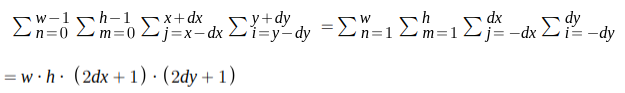 ∑_{n=0}^{w−1} ∑_{m=0}^{h−1} ∑_{j=x−dx}^{x+dx} ∑_{i=y−dy}^{y+dy} = ∑_{n=1}^{w} ∑_{m=1}^{h} ∑_{j=−dx}^{dx} ∑_{i=−dy}^{dy}
= w · h · (2dx + 1) · (2dy + 1)